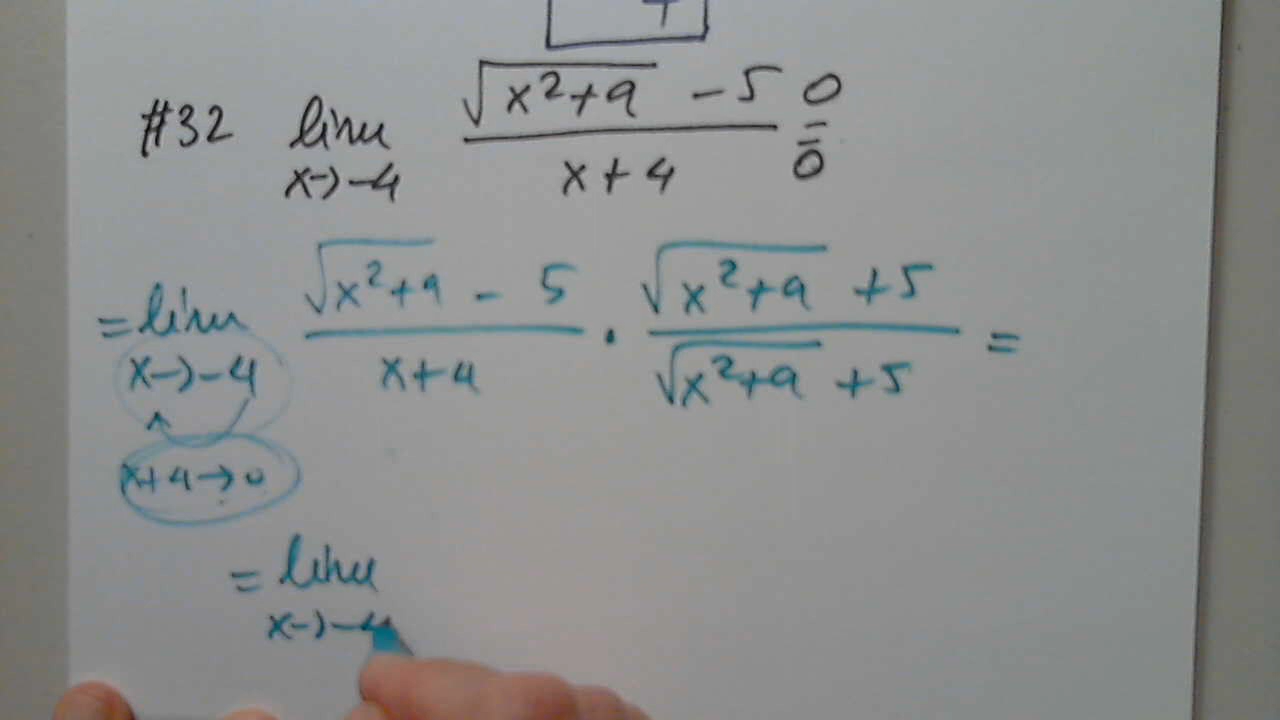 #32 lim x→-4 (√(x²+9) - 5)/(x+4) 0/0
= lim x→-4 (√(x²+9) - 5)/(x+4) · (√(x²+9) + 5)/(√(x²+9) + 5) =
x+4→0
= lim x→-4